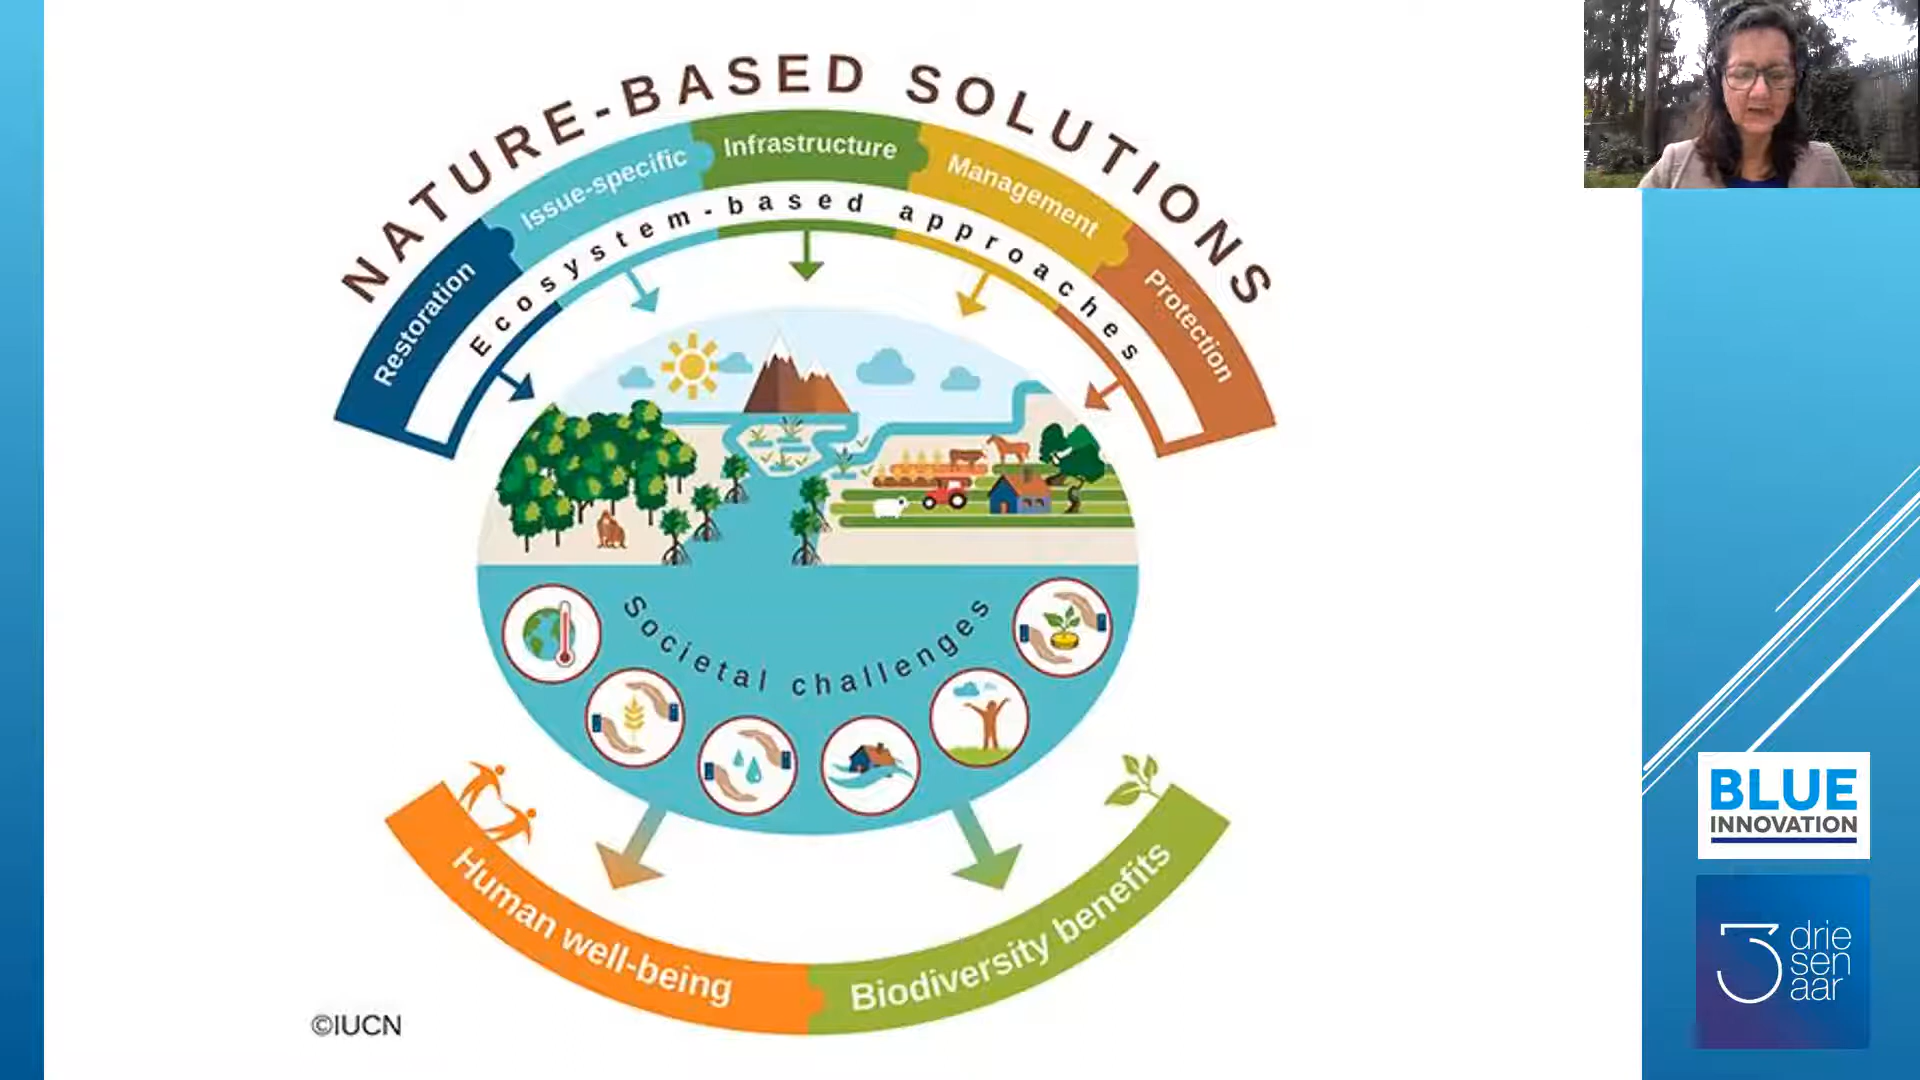 NATURE-BASED SOLUTIONS
Restoration
Issue-specific
Infrastructure
Management
Protection
Ecosystem-based approaches
Societal challenges
Human well-being
Biodiversity benefits
©IUCN
BLUE
INNOVATION
3 drie
sen
aar